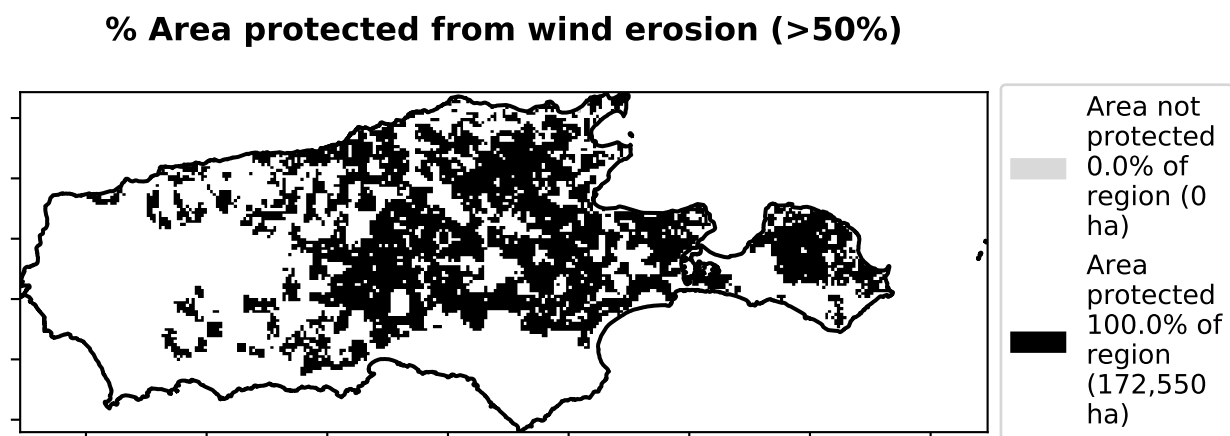 % Area protected from wind erosion (>50%)
Area not
protected
0.0% of
region (0
ha)
Area
protected
100.0% of
region
(172,550
ha)